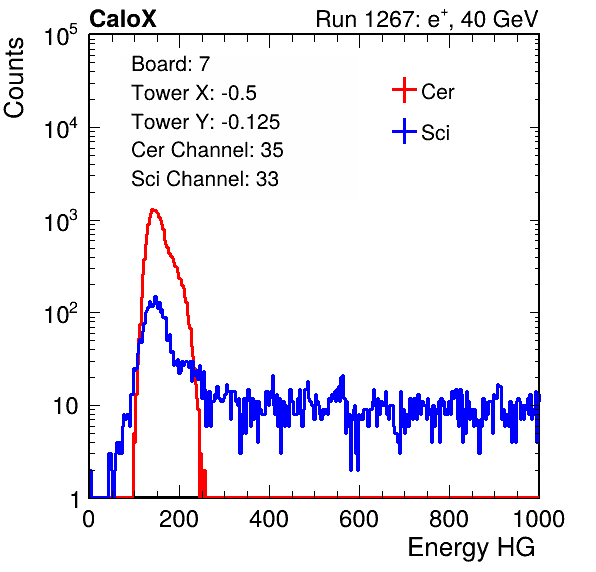 CaloX Run 1267: e⁺, 40 GeV
Board: 7
Tower X: -0.5
Tower Y: -0.125
Cer Channel: 35
Sci Channel: 33
Cer
Sci
Counts
10⁵
10⁴
10³
10²
10
1
0 200 400 600 800 1000
Energy HG